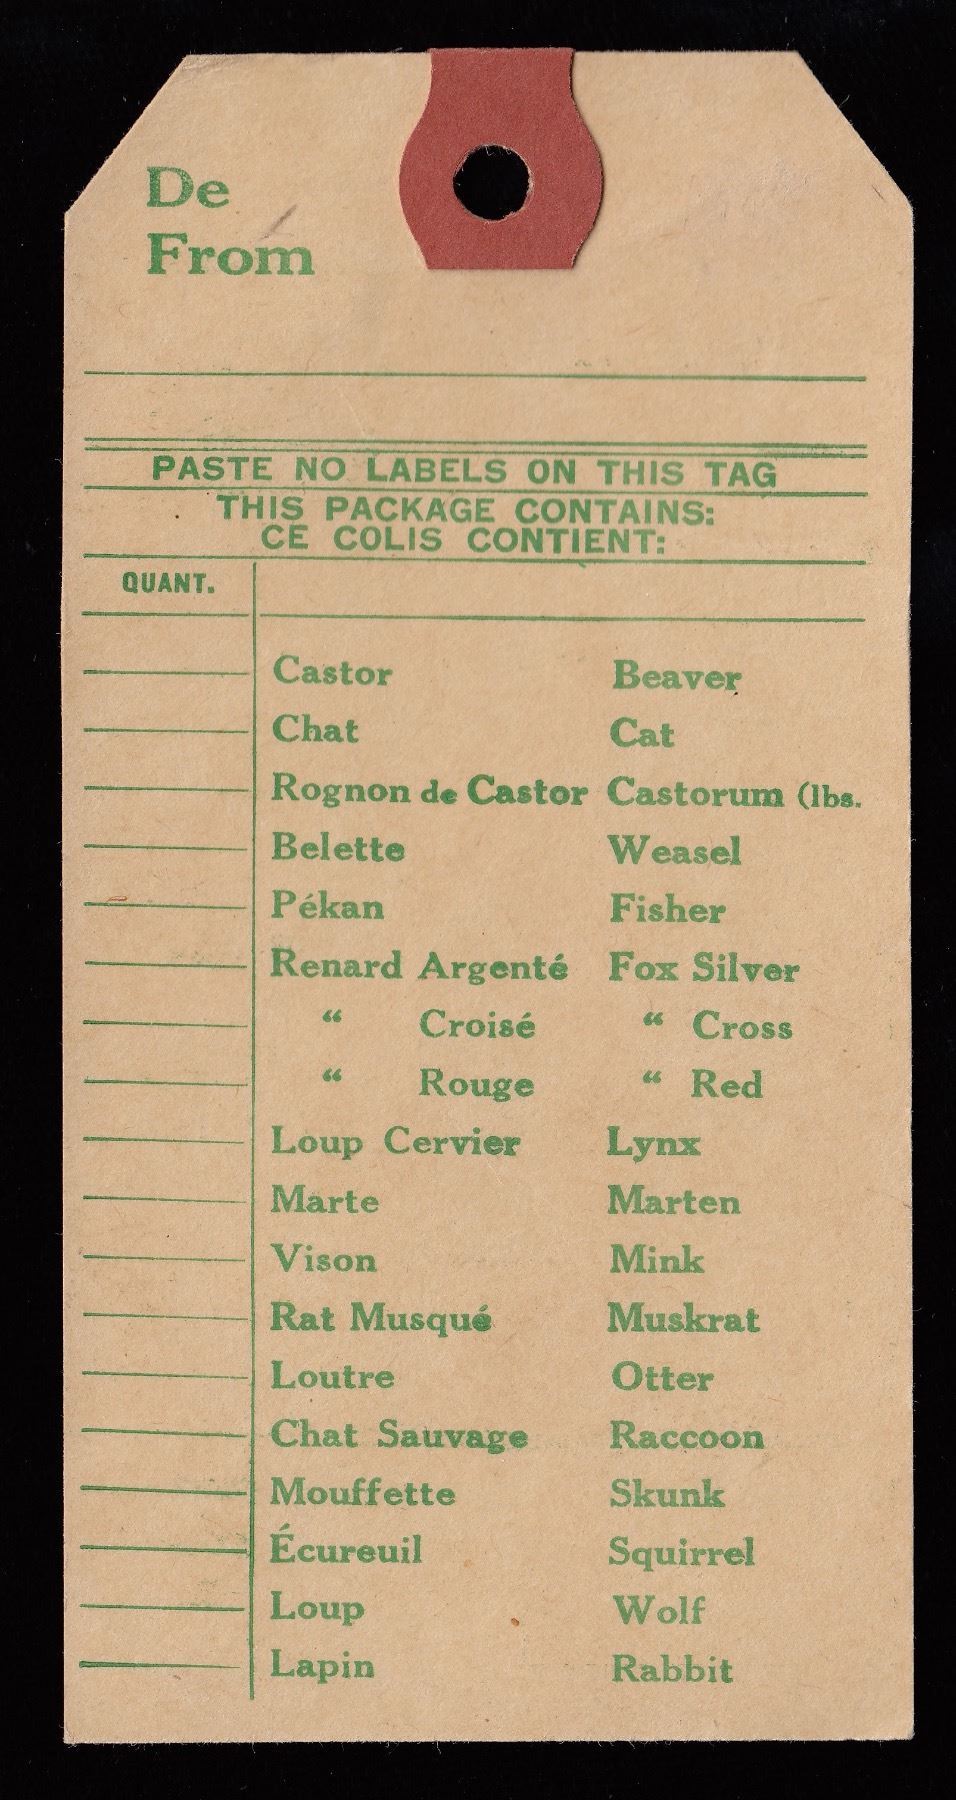 De
From
PASTE NO LABELS ON THIS TAG
THIS PACKAGE CONTAINS:
CE COLIS CONTIENT:
QUANT.
Castor Beaver
Chat Cat
Rognon de Castor Castorum (lbs.
Belette Weasel
Pékan Fisher
Renard Argenté Fox Silver
“ Croisé “ Cross
“ Rouge “ Red
Loup Cervier Lynx
Marte Marten
Vison Mink
Rat Musqué Muskrat
Loutre Otter
Chat Sauvage Raccoon
Mouffette Skunk
Écureuil Squirrel
Loup Wolf
Lapin Rabbit